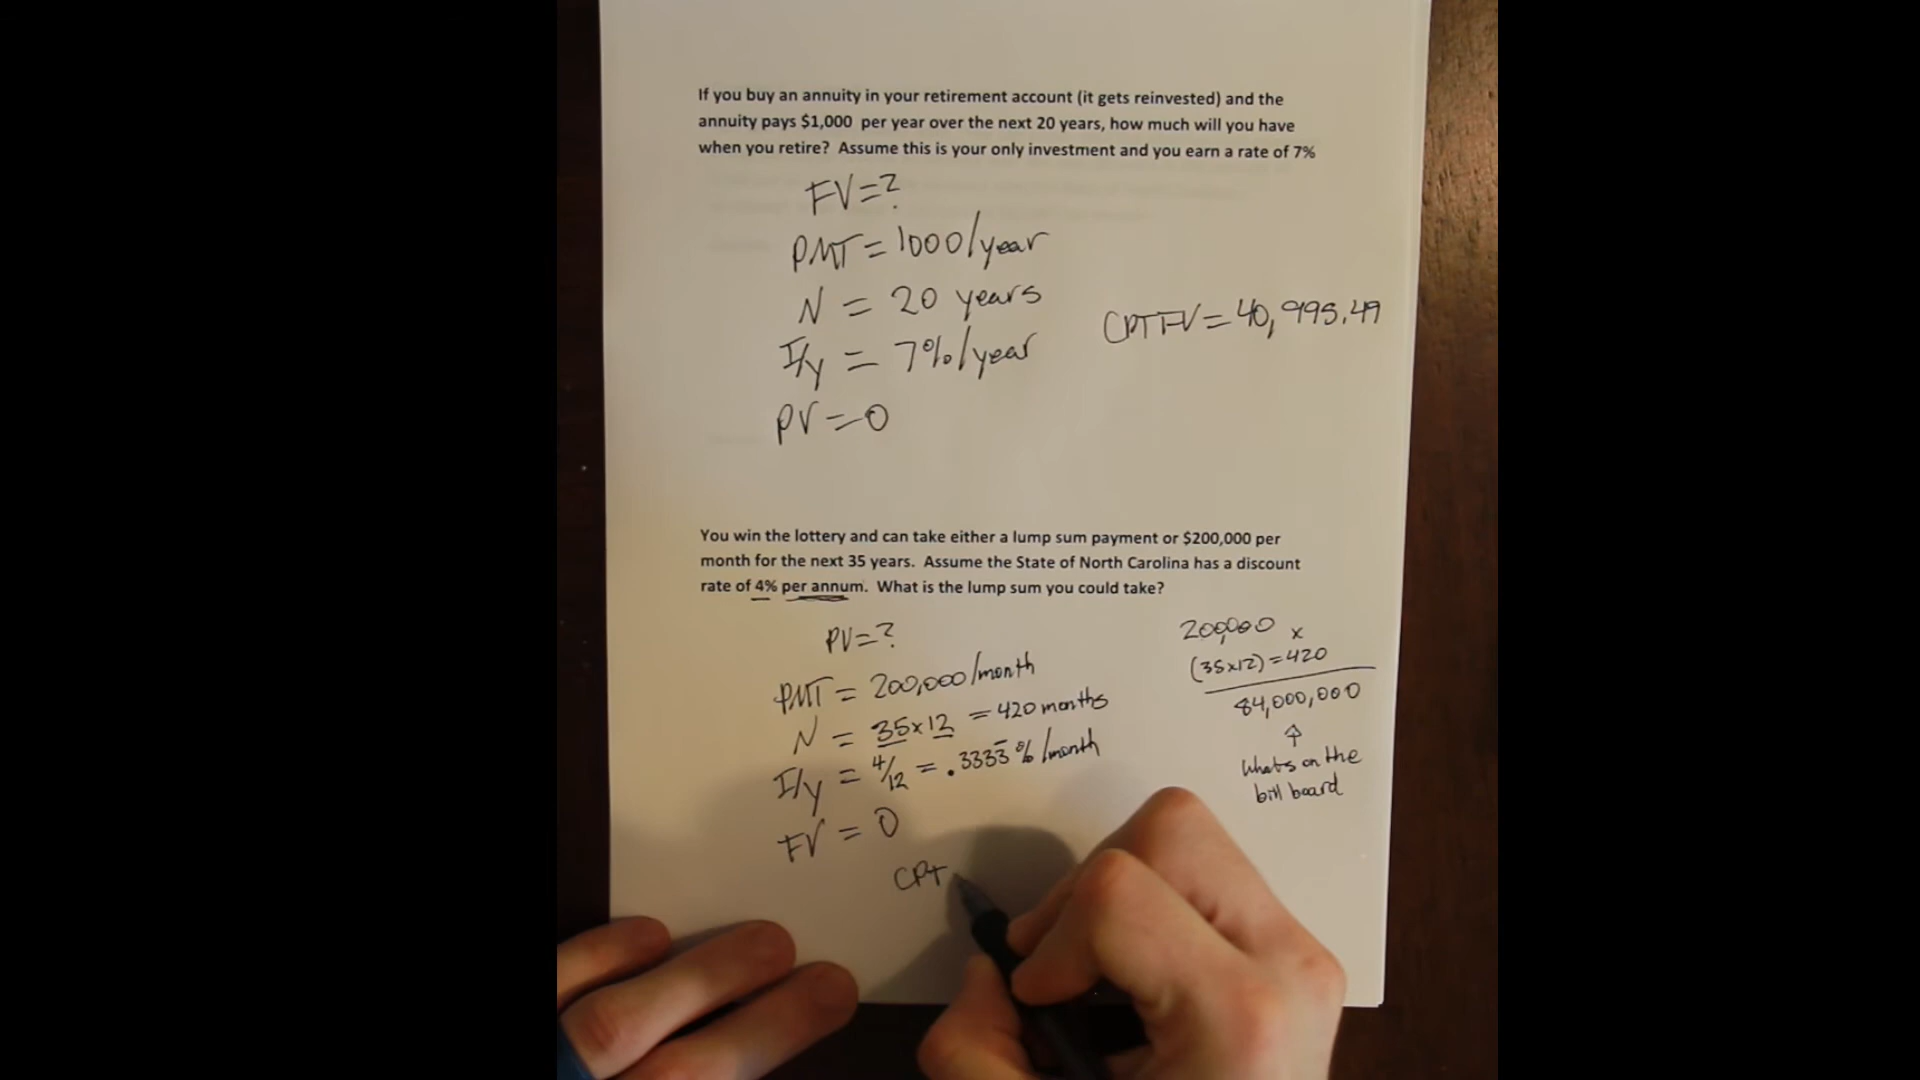 If you buy an annuity in your retirement account (it gets reinvested) and the
annuity pays $1,000 per year over the next 20 years, how much will you have
when you retire? Assume this is your only investment and you earn a rate of 7%
FV=?
PMT = 1000/year
N = 20 years
I/y = 7%/year
PV=0
CPT FV = 40,995.49
You win the lottery and can take either a lump sum payment or $200,000 per
month for the next 35 years. Assume the State of North Carolina has a discount
rate of 4% per annum. What is the lump sum you could take?
PV=?
PMT = 200,000/month
N = 35x12 = 420 months
I/y = 4/12 = .3333%/month
FV = 0
CPT
200,000 x
(35x12)=420
84,000,000
whats on the
bill board